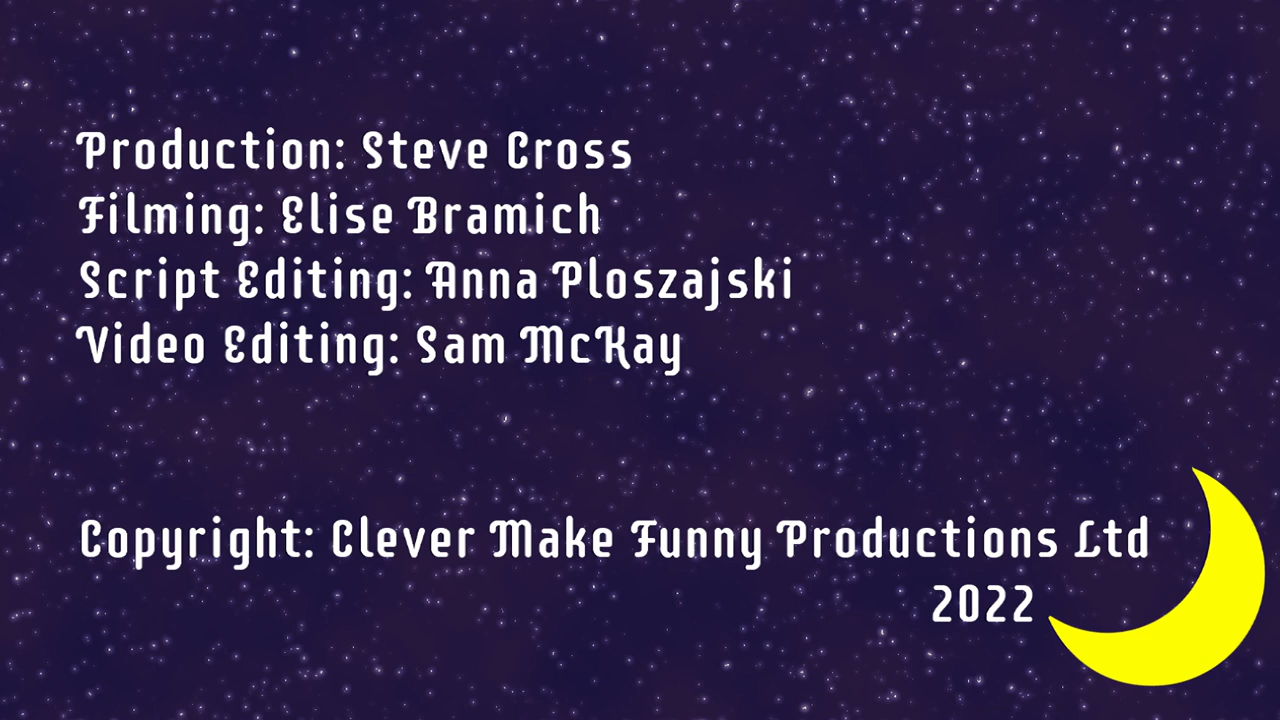 Production: Steve Cross
Filming: Elise Bramich
Script Editing: Anna Ploszajski
Video Editing: Sam McKay
Copyright: Clever Make Funny Productions Ltd
2022